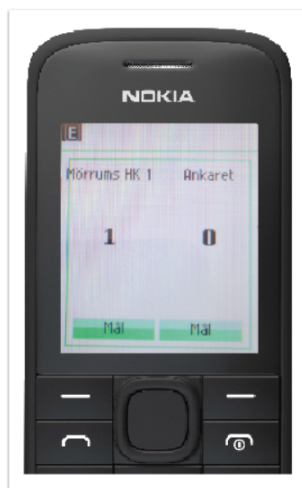 NOKIA
E
Mörrums HK 1 Ankaret
1 0
Mål Mål